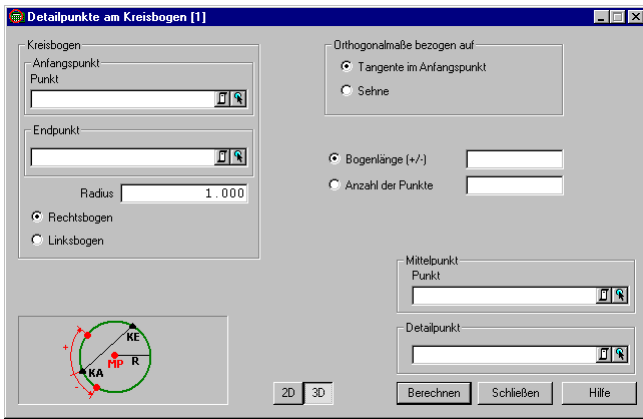 Detailpunkte am Kreisbogen [1]
Kreisbogen
Anfangspunkt
Punkt
Endpunkt
Radius 1.000
Rechtsbogen
Linksbogen
Orthogonalmaße bezogen auf
Tangente im Anfangspunkt
Sehne
Bogenlänge (+/-)
Anzahl der Punkte
Mittelpunkt
Punkt
Detailpunkt
+
KE
MP R
KA
-
2D 3D Berechnen Schließen Hilfe